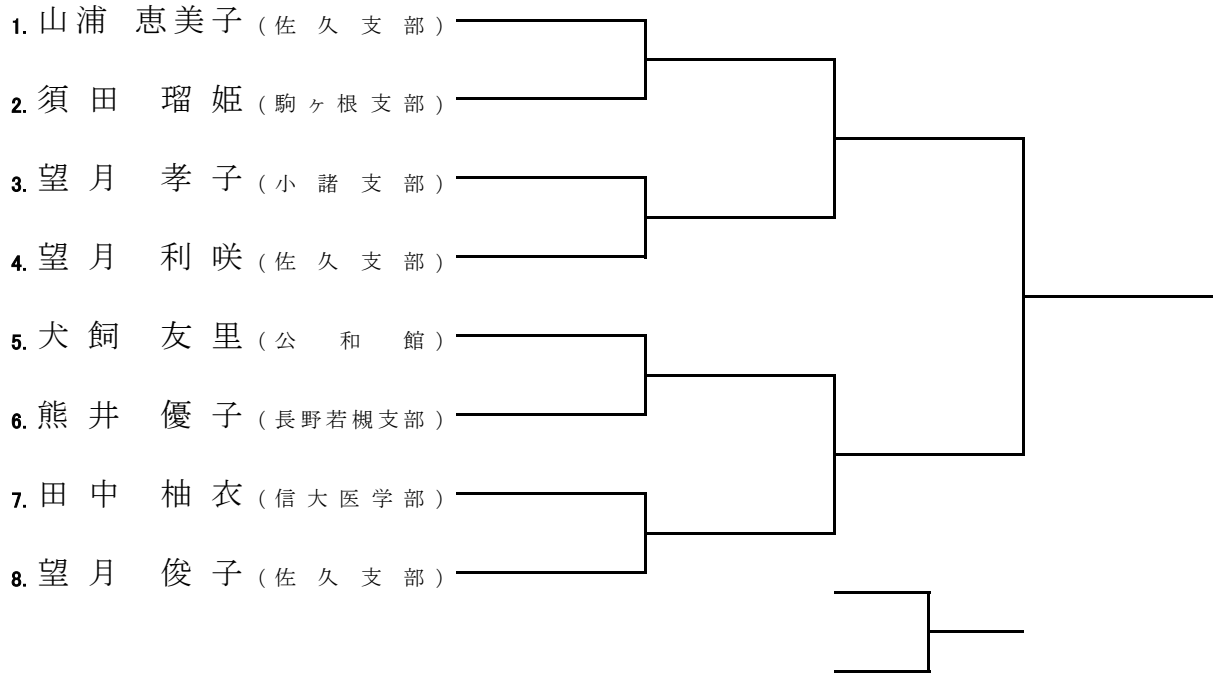 1. 山浦 恵美子 (佐久支部)
2. 須田 瑠姫 (駒ヶ根支部)
3. 望月 孝子 (小諸支部)
4. 望月 利咲 (佐久支部)
5. 犬飼 友里 (公和館)
6. 熊井 優子 (長野若槻支部)
7. 田中 柚衣 (信大医学部)
8. 望月 俊子 (佐久支部)